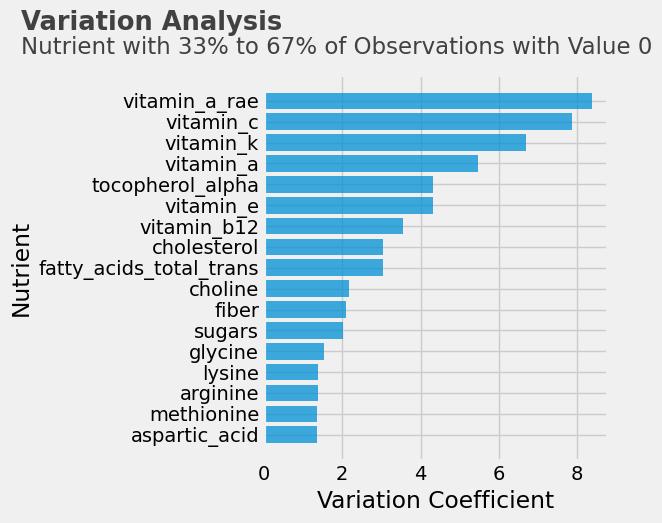 Variation Analysis
Nutrient with 33% to 67% of Observations with Value 0
vitamin_a_rae
vitamin_c
vitamin_k
vitamin_a
tocopherol_alpha
vitamin_e
vitamin_b12
cholesterol
fatty_acids_total_trans
choline
fiber
sugars
glycine
lysine
arginine
methionine
aspartic_acid
Nutrient
0 2 4 6 8
Variation Coefficient